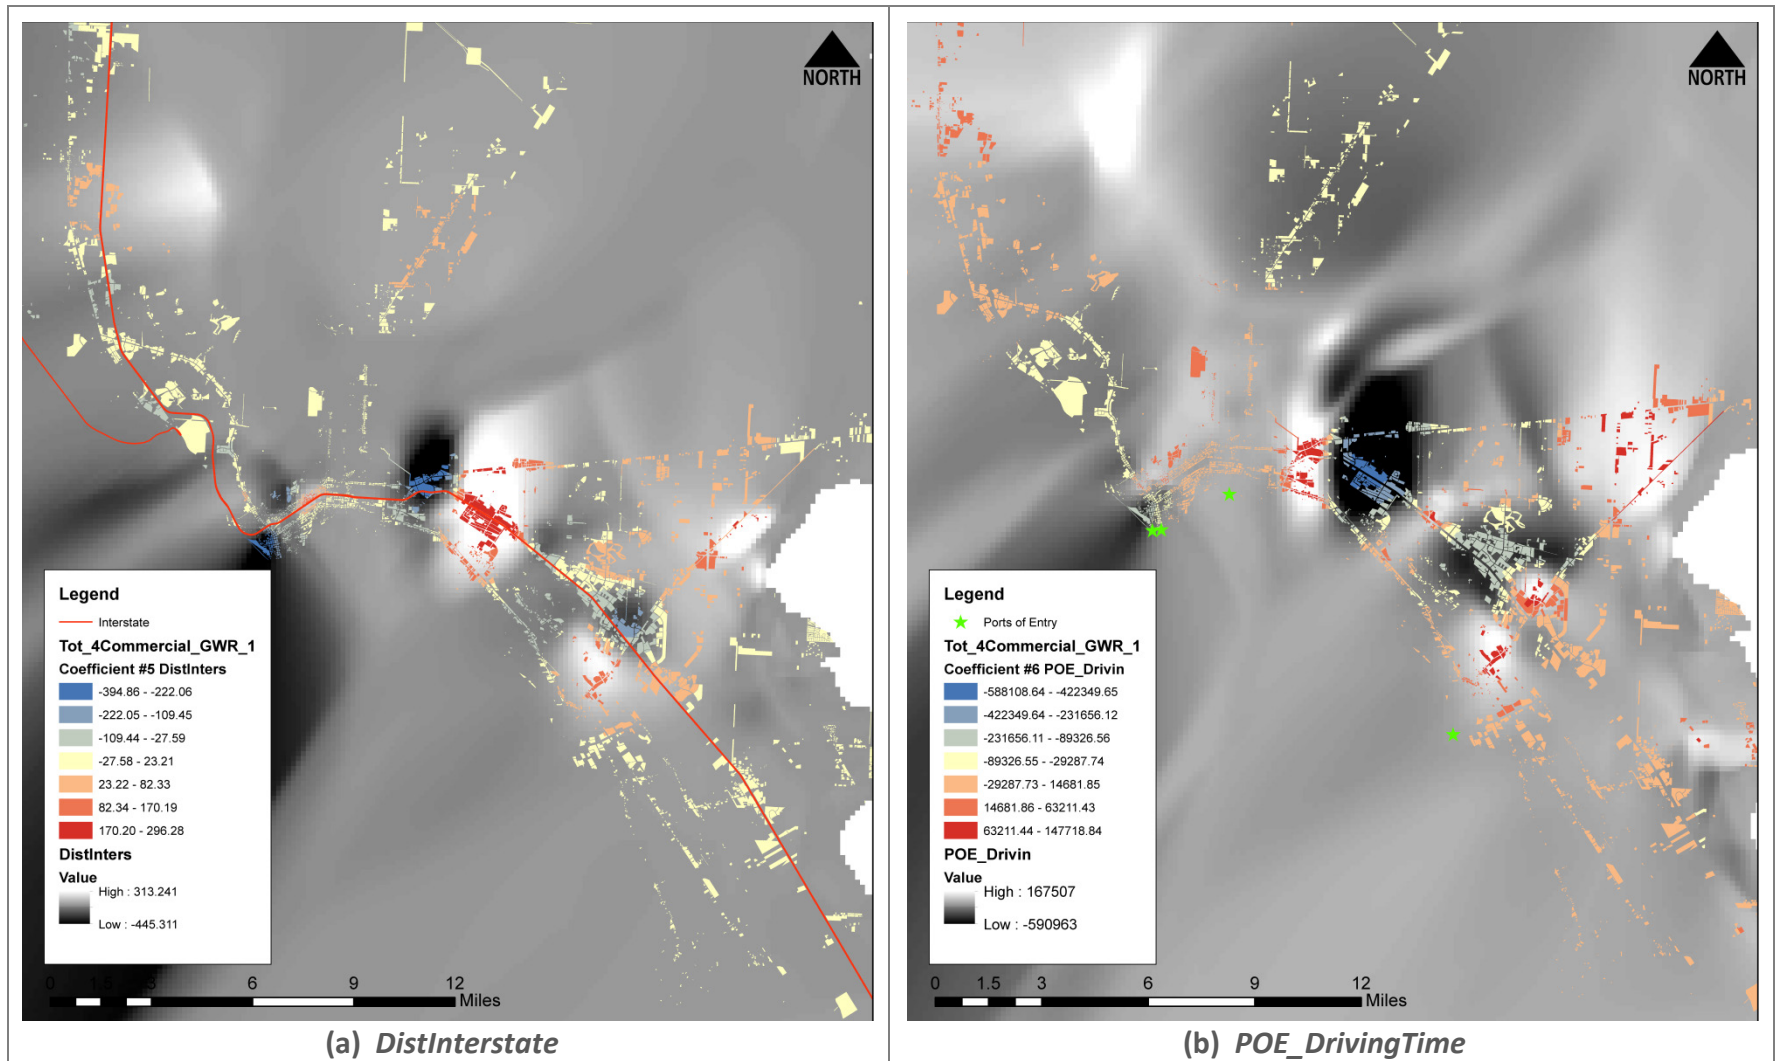 NORTH
Legend
Interstate
Tot_4Commercial_GWR_1
Coefficient #5 DistInters
-394.86 - -222.06
-222.05 - -109.45
-109.44 - -27.59
-27.58 - 23.21
23.22 - 82.33
82.34 - 170.19
170.20 - 296.28
DistInters
Value
High : 313.241
Low : -445.311
0 1.5 3 6 9 12
Miles
(a) DistInterstate
NORTH
Legend
Ports of Entry
Tot_4Commercial_GWR_1
Coefficient #6 POE_Drivin
-588108.64 - -422349.65
-422349.64 - -231656.12
-231656.11 - -89326.56
-89326.55 - -29287.74
-29287.73 - 14681.85
14681.86 - 63211.43
63211.44 - 147718.84
POE_Drivin
Value
High : 167507
Low : -590963
0 1.5 3 6 9 12
Miles
(b) POE_DrivingTime